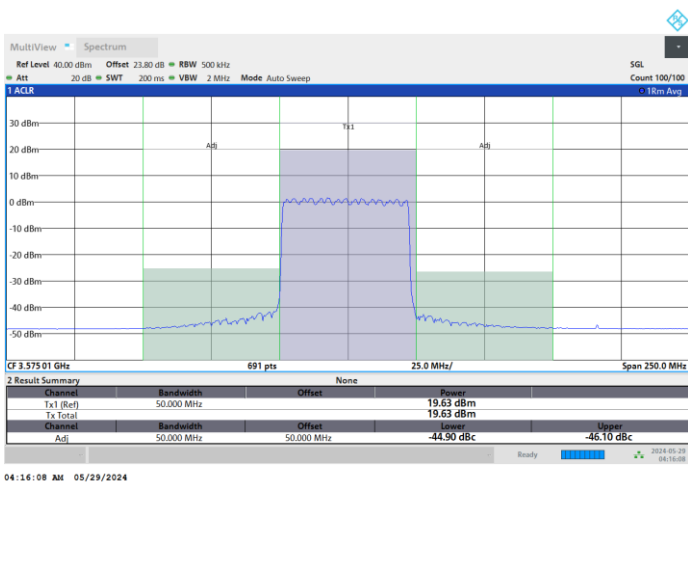 MultiView Spectrum
Ref Level 40.00 dBm Offset 23.80 dB RBW 500 kHz SGL
Att 20 dB SWT 200 ms VBW 2 MHz Mode Auto Sweep Count 100/100
1 ACLR 1Rm Avg
30 dBm
Tx1
20 dBm Adj Adj
10 dBm
0 dBm
-10 dBm
-20 dBm
-30 dBm
-40 dBm
-50 dBm
CF 3.575 01 GHz 691 pts 25.0 MHz/ Span 250.0 MHz
2 Result Summary None
Channel Bandwidth Offset Power
Tx1 (Ref) 50.000 MHz 19.63 dBm
Tx Total 19.63 dBm
Channel Bandwidth Offset Lower Upper
Adj 50.000 MHz 50.000 MHz -44.90 dBc -46.10 dBc
Ready 2024-05-29
04:16:08
04:16:08 AM 05/29/2024